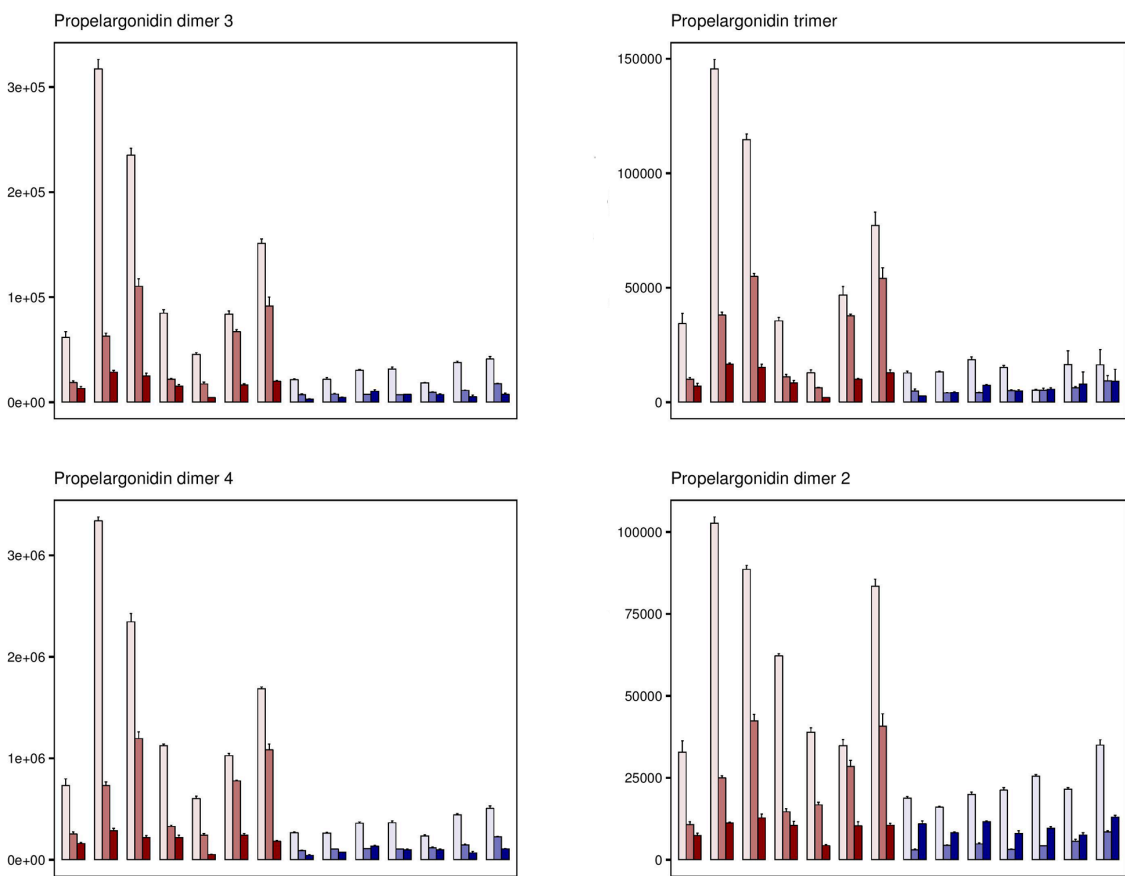 Propelargonidin dimer 3
3e+05
2e+05
1e+05
0e+00
Propelargonidin trimer
150000
100000
50000
0
Propelargonidin dimer 4
3e+06
2e+06
1e+06
0e+00
Propelargonidin dimer 2
100000
75000
50000
25000
0